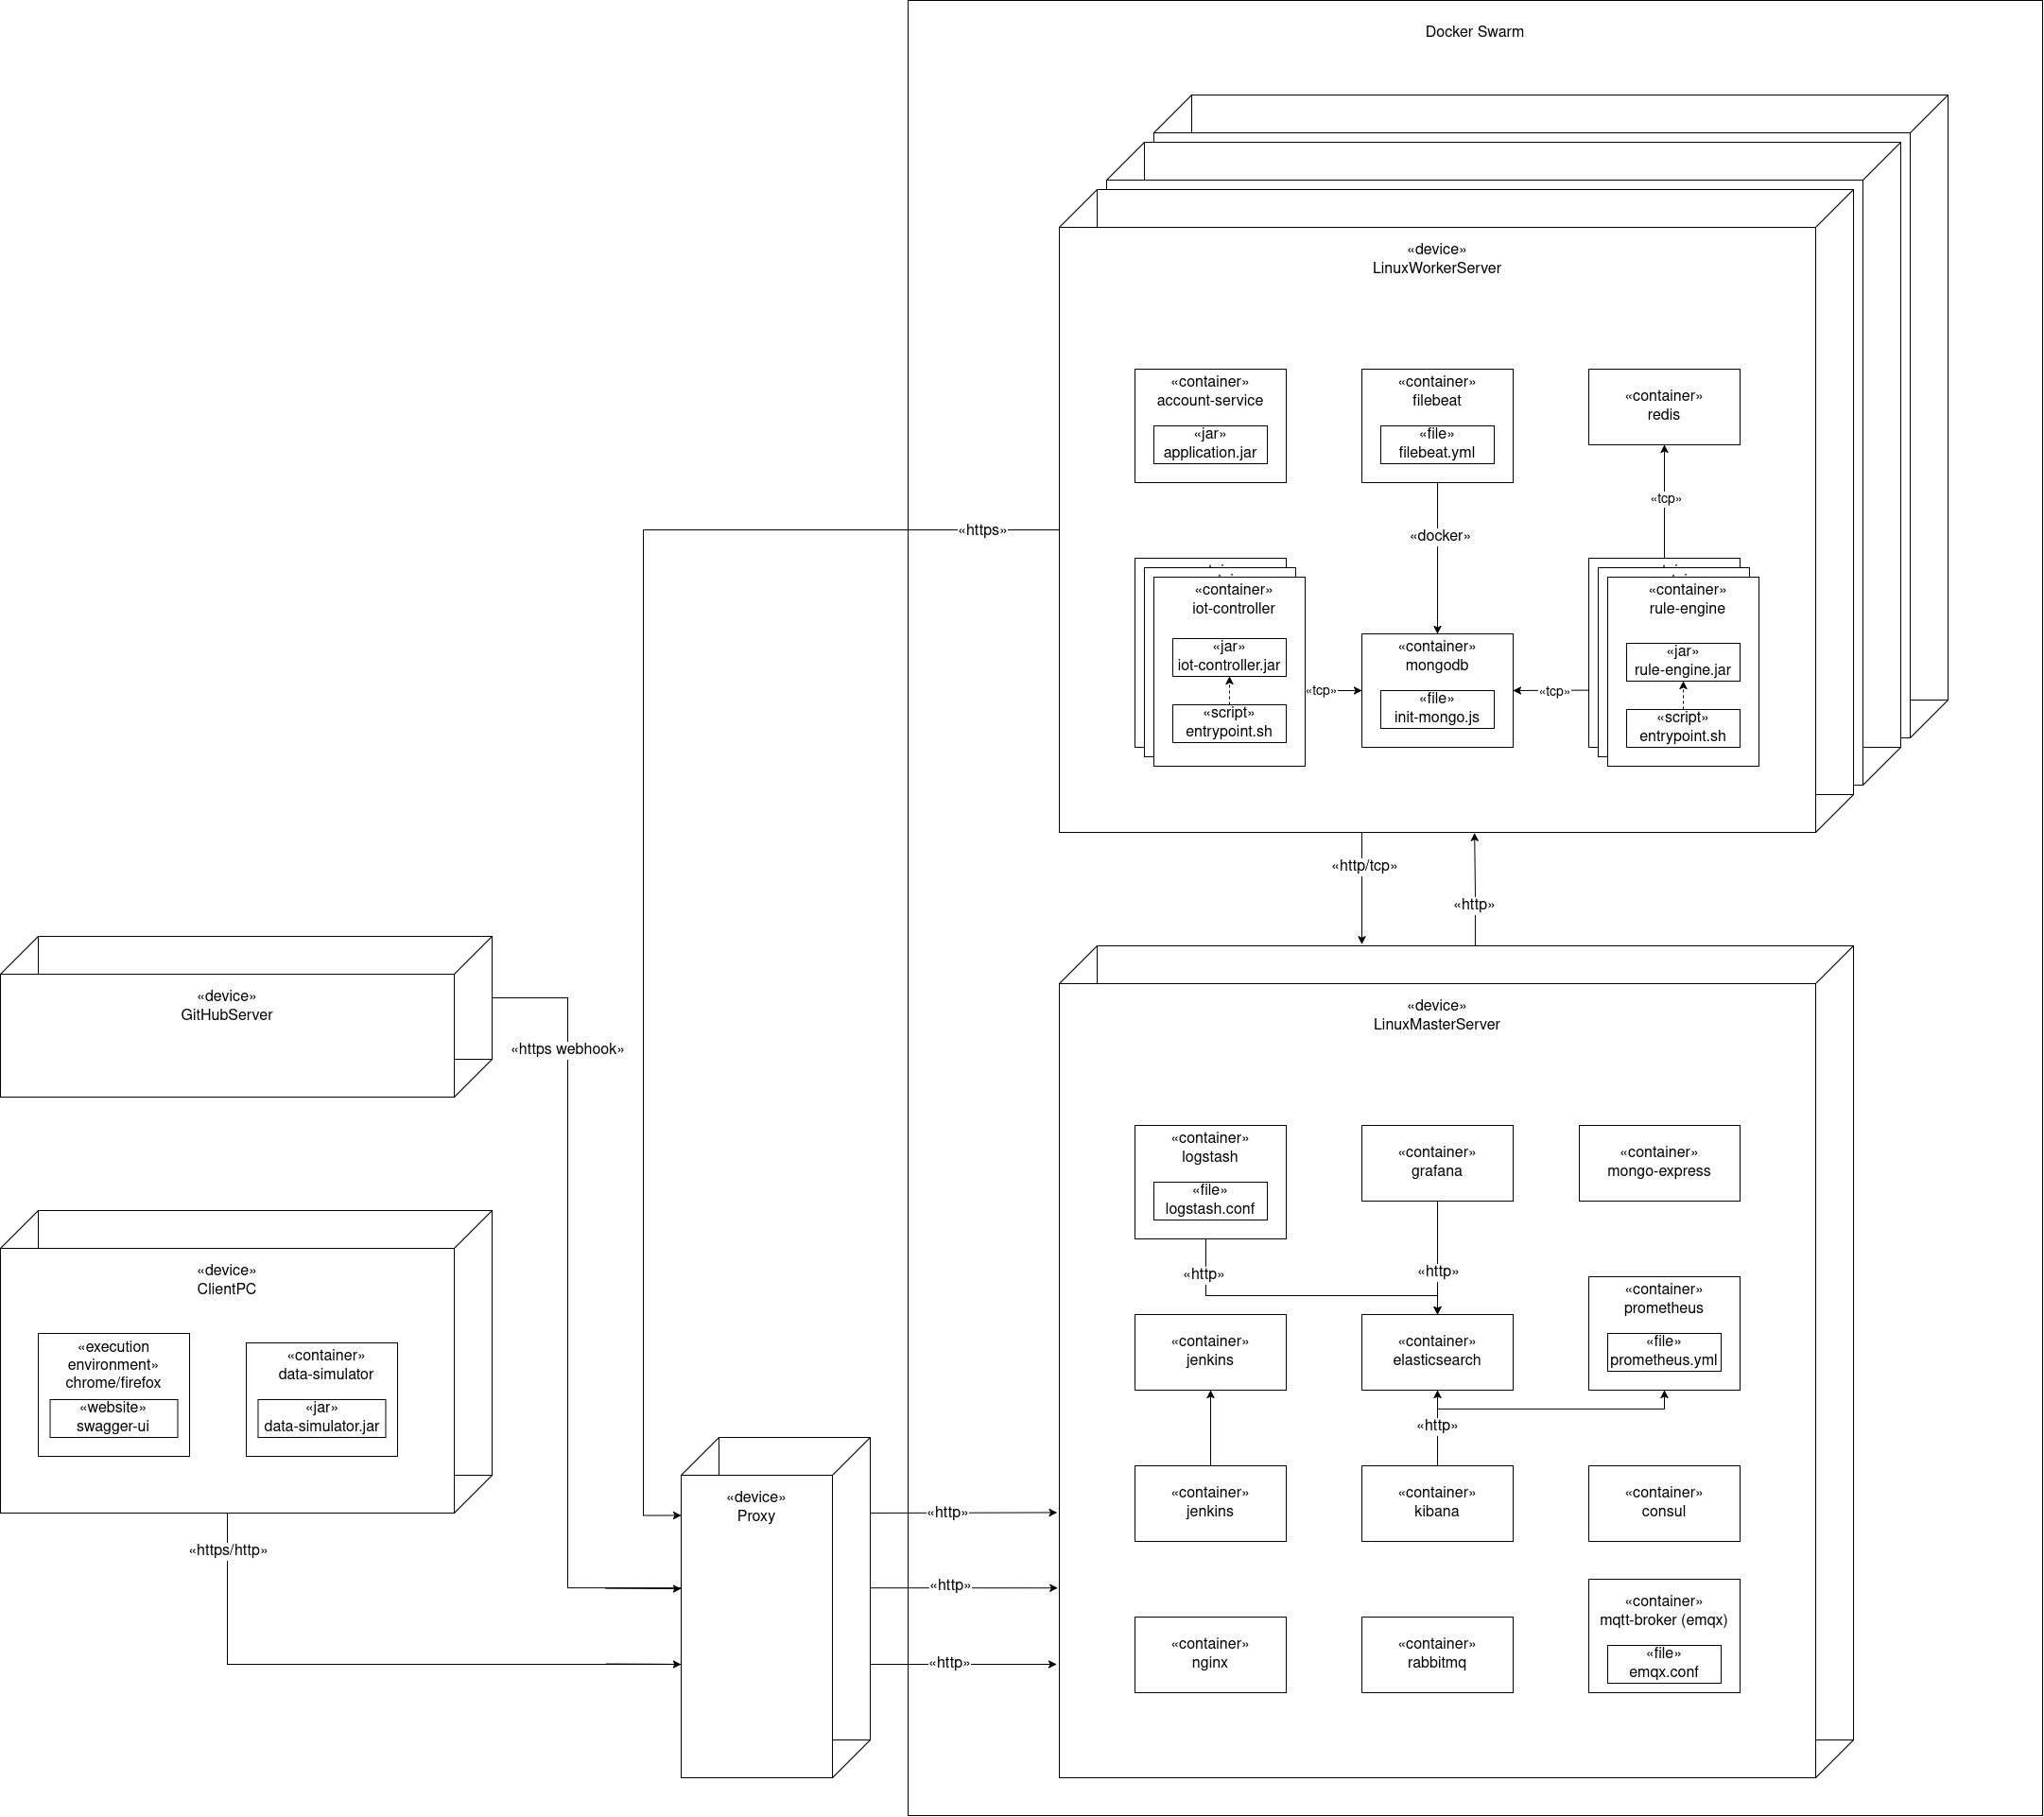 Docker Swarm
«device»
LinuxWorkerServer
«container»
account-service
«jar»
application.jar
«container»
filebeat
«file»
filebeat.yml
«container»
redis
«tcp»
«https»
«docker»
«container»
iot-controller
«jar»
iot-controller.jar
«script»
entrypoint.sh
«tcp»
«container»
mongodb
«file»
init-mongo.js
«tcp»
«container»
rule-engine
«jar»
rule-engine.jar
«script»
entrypoint.sh
«http/tcp»
«http»
«device»
GitHubServer
«https webhook»
«device»
LinuxMasterServer
«container»
logstash
«file»
logstash.conf
«container»
grafana
«container»
mongo-express
«http»
«http»
«container»
jenkins
«container»
elasticsearch
«container»
prometheus
«file»
prometheus.yml
«http»
«container»
jenkins
«container»
kibana
«container»
consul
«container»
nginx
«container»
rabbitmq
«container»
mqtt-broker (emqx)
«file»
emqx.conf
«device»
ClientPC
«execution
environment»
chrome/firefox
«website»
swagger-ui
«container»
data-simulator
«jar»
data-simulator.jar
«https/http»
«device»
Proxy
«http»
«http»
«http»